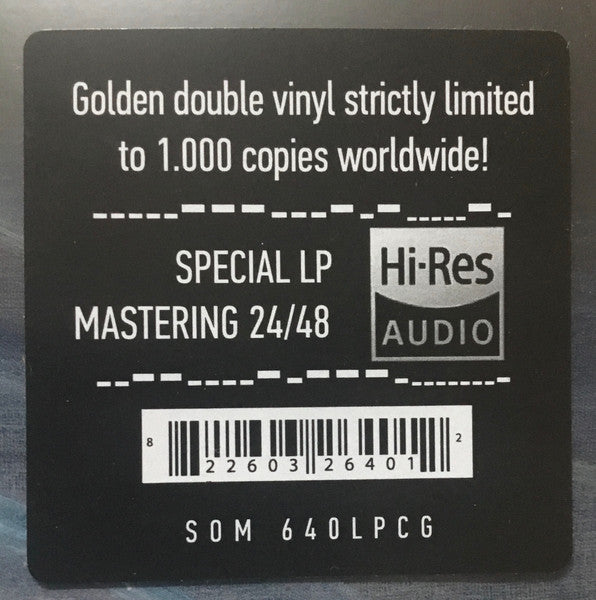 Golden double vinyl strictly limited
to 1.000 copies worldwide!
SPECIAL LP
MASTERING 24/48
Hi-Res
AUDIO
8 22603 26401 2
SOM 640LPCG